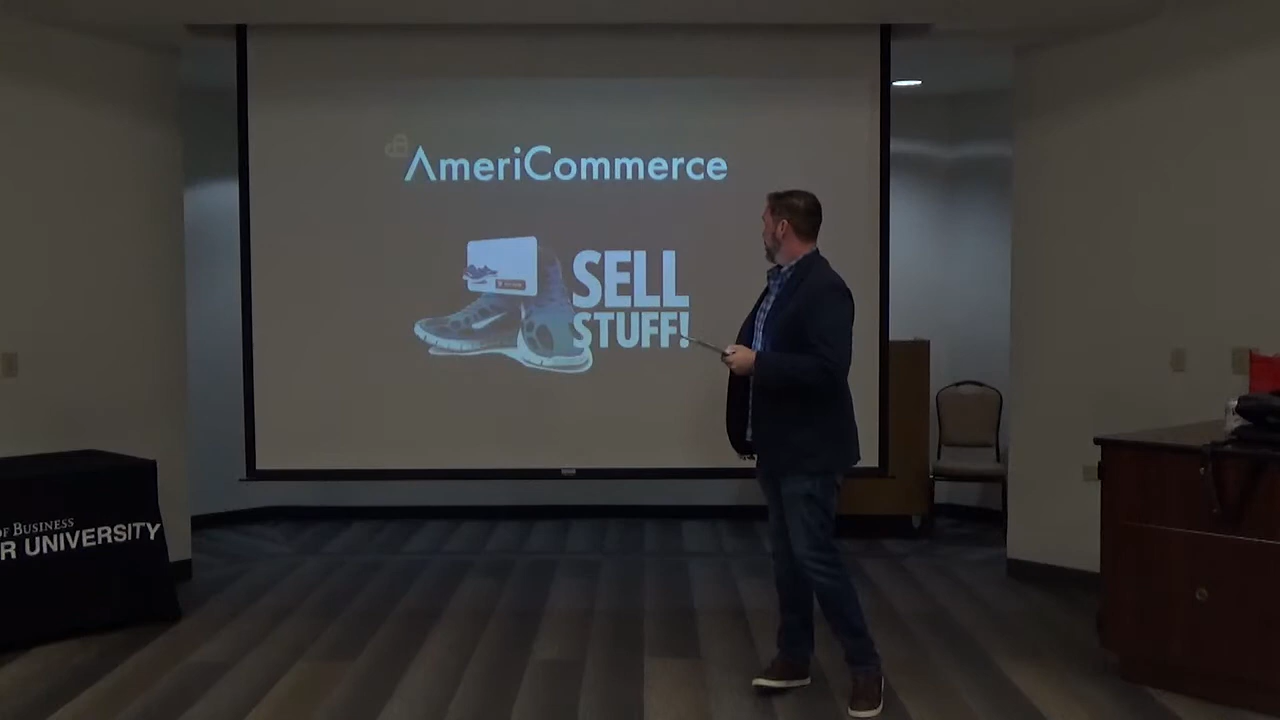 AmeriCommerce
SELL
STUFF!
OF BUSINESS
R UNIVERSITY